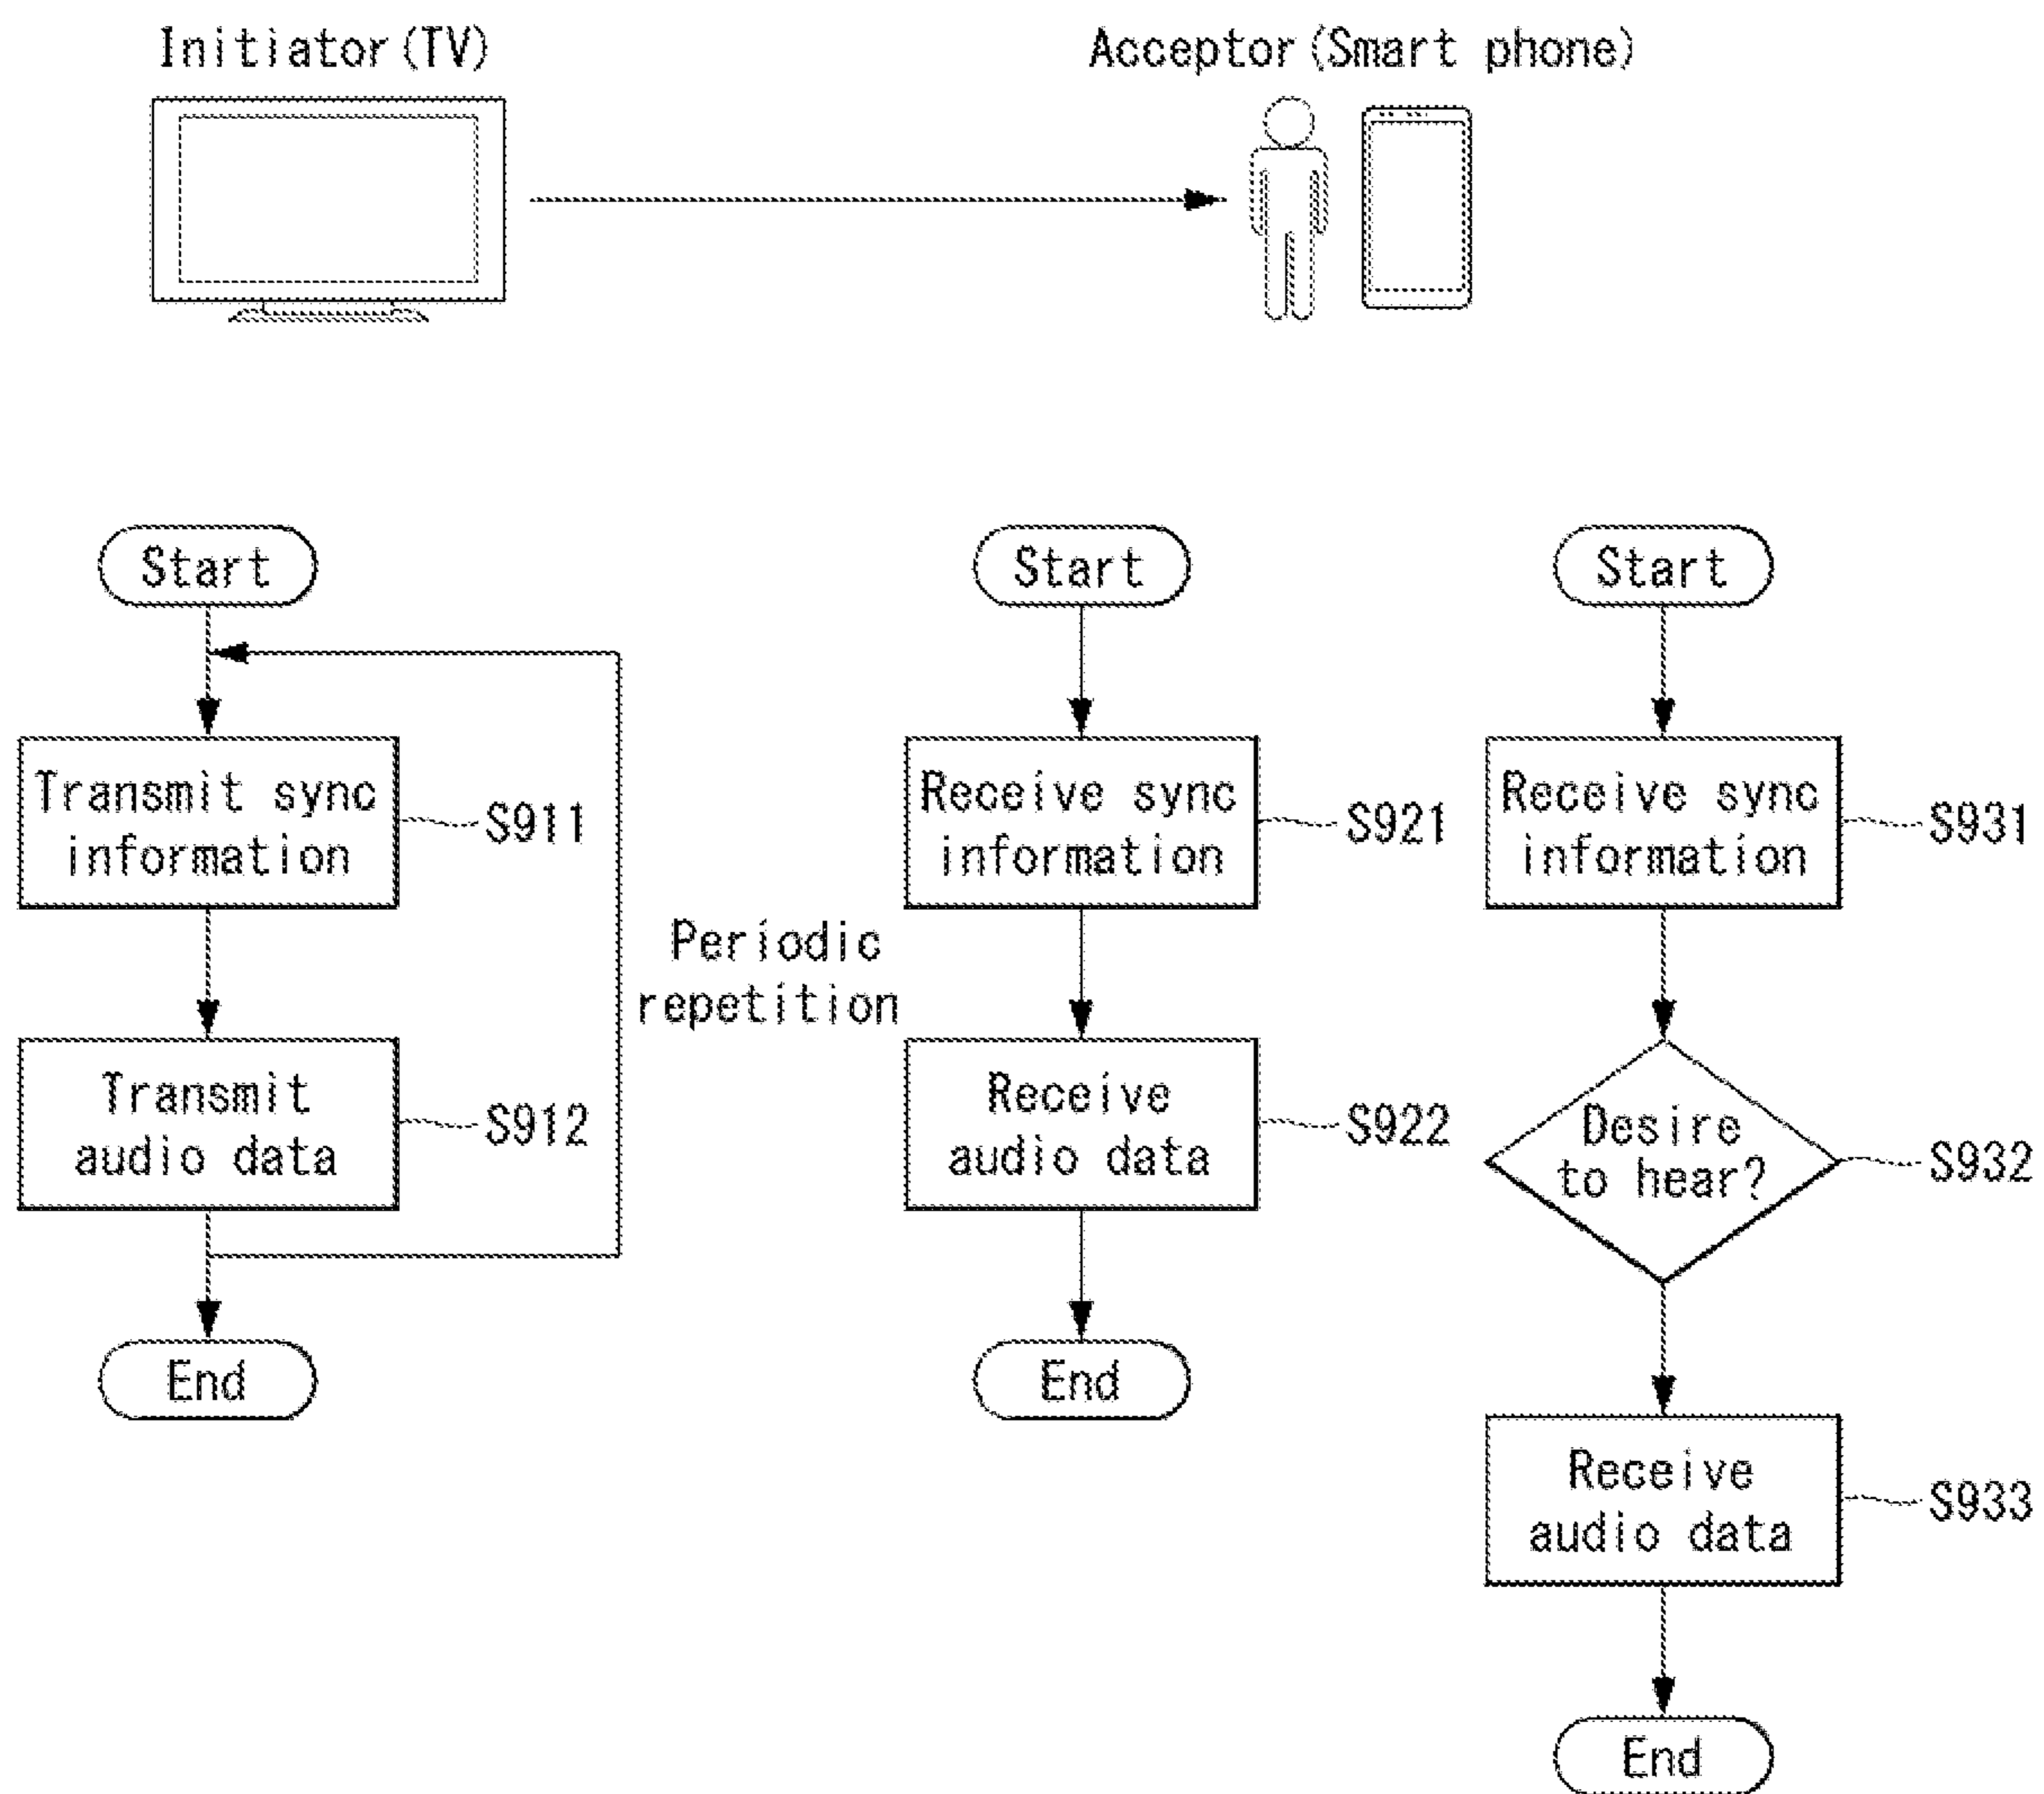 Initiator(TV)
Acceptor(Smart phone)
Start
Transmit sync
information
S911
Transmit
audio data
S912
End
Periodic
repetition
Start
Receive sync
information
S921
Receive
audio data
S922
End
Start
Receive sync
information
S931
Desire
to hear?
S932
Receive
audio data
S933
End